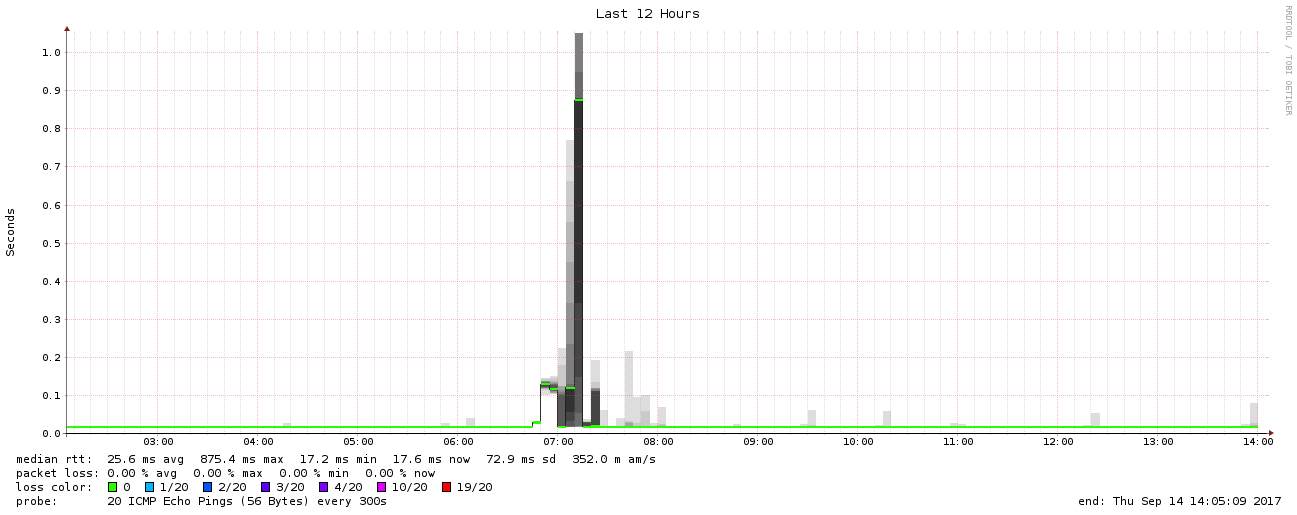 Last 12 Hours
RRDTOOL / TOBI OETIKER
Seconds
1.0
0.9
0.8
0.7
0.6
0.5
0.4
0.3
0.2
0.1
0.0
03:00 04:00 05:00 06:00 07:00 08:00 09:00 10:00 11:00 12:00 13:00 14:00
median rtt: 25.6 ms avg 875.4 ms max 17.2 ms min 17.6 ms now 72.9 ms sd 352.0 m am/s
packet loss: 0.00 % avg 0.00 % max 0.00 % min 0.00 % now
loss color: 0 1/20 2/20 3/20 4/20 10/20 19/20
probe: 20 ICMP Echo Pings (56 Bytes) every 300s end: Thu Sep 14 14:05:09 2017